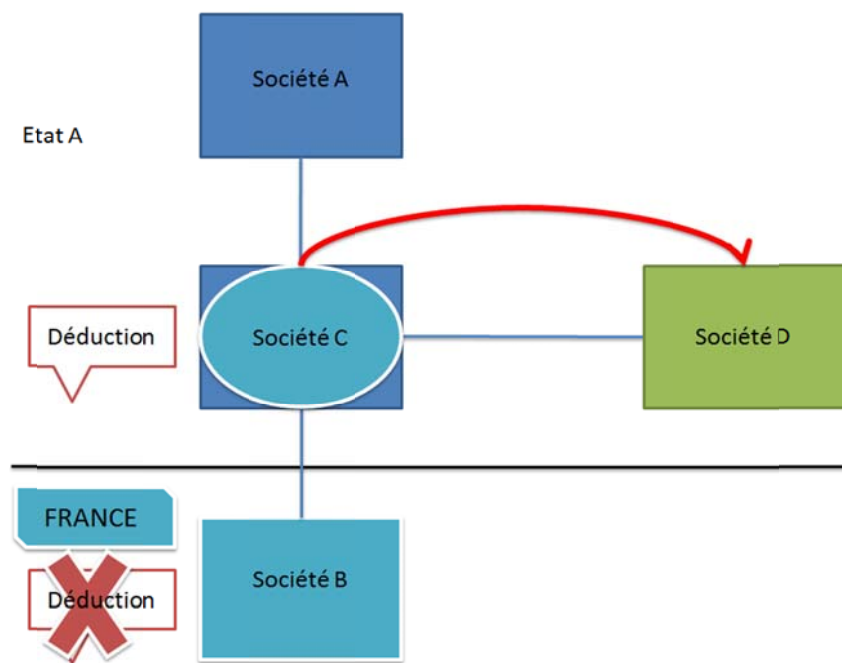 Société A
Etat A
Déduction
Société C
Société D
FRANCE
Déduction
Société B